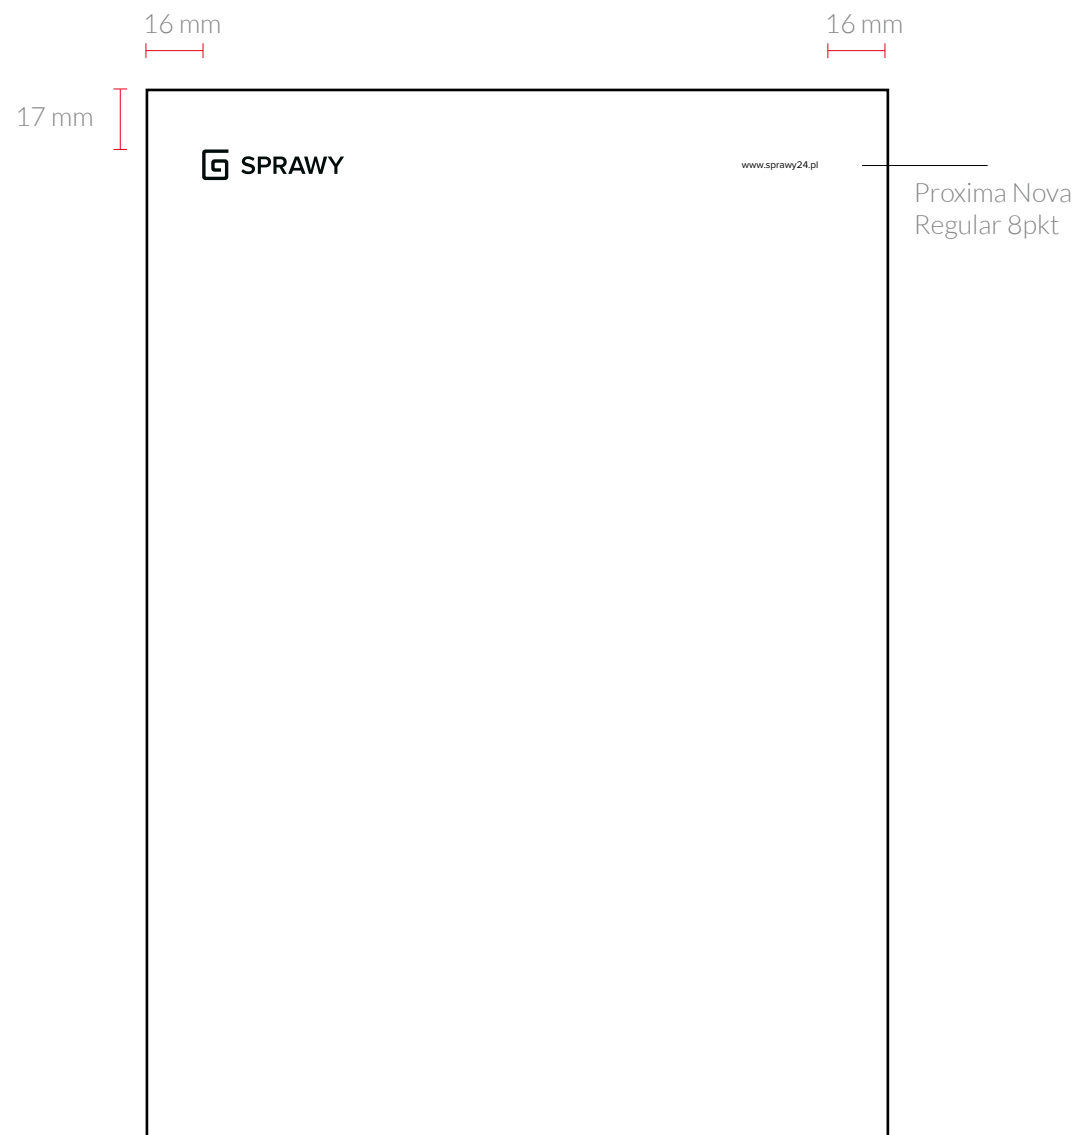 16 mm
16 mm
17 mm
SPRAWY
www.sprawy24.pl
Proxima Nova
Regular 8pkt